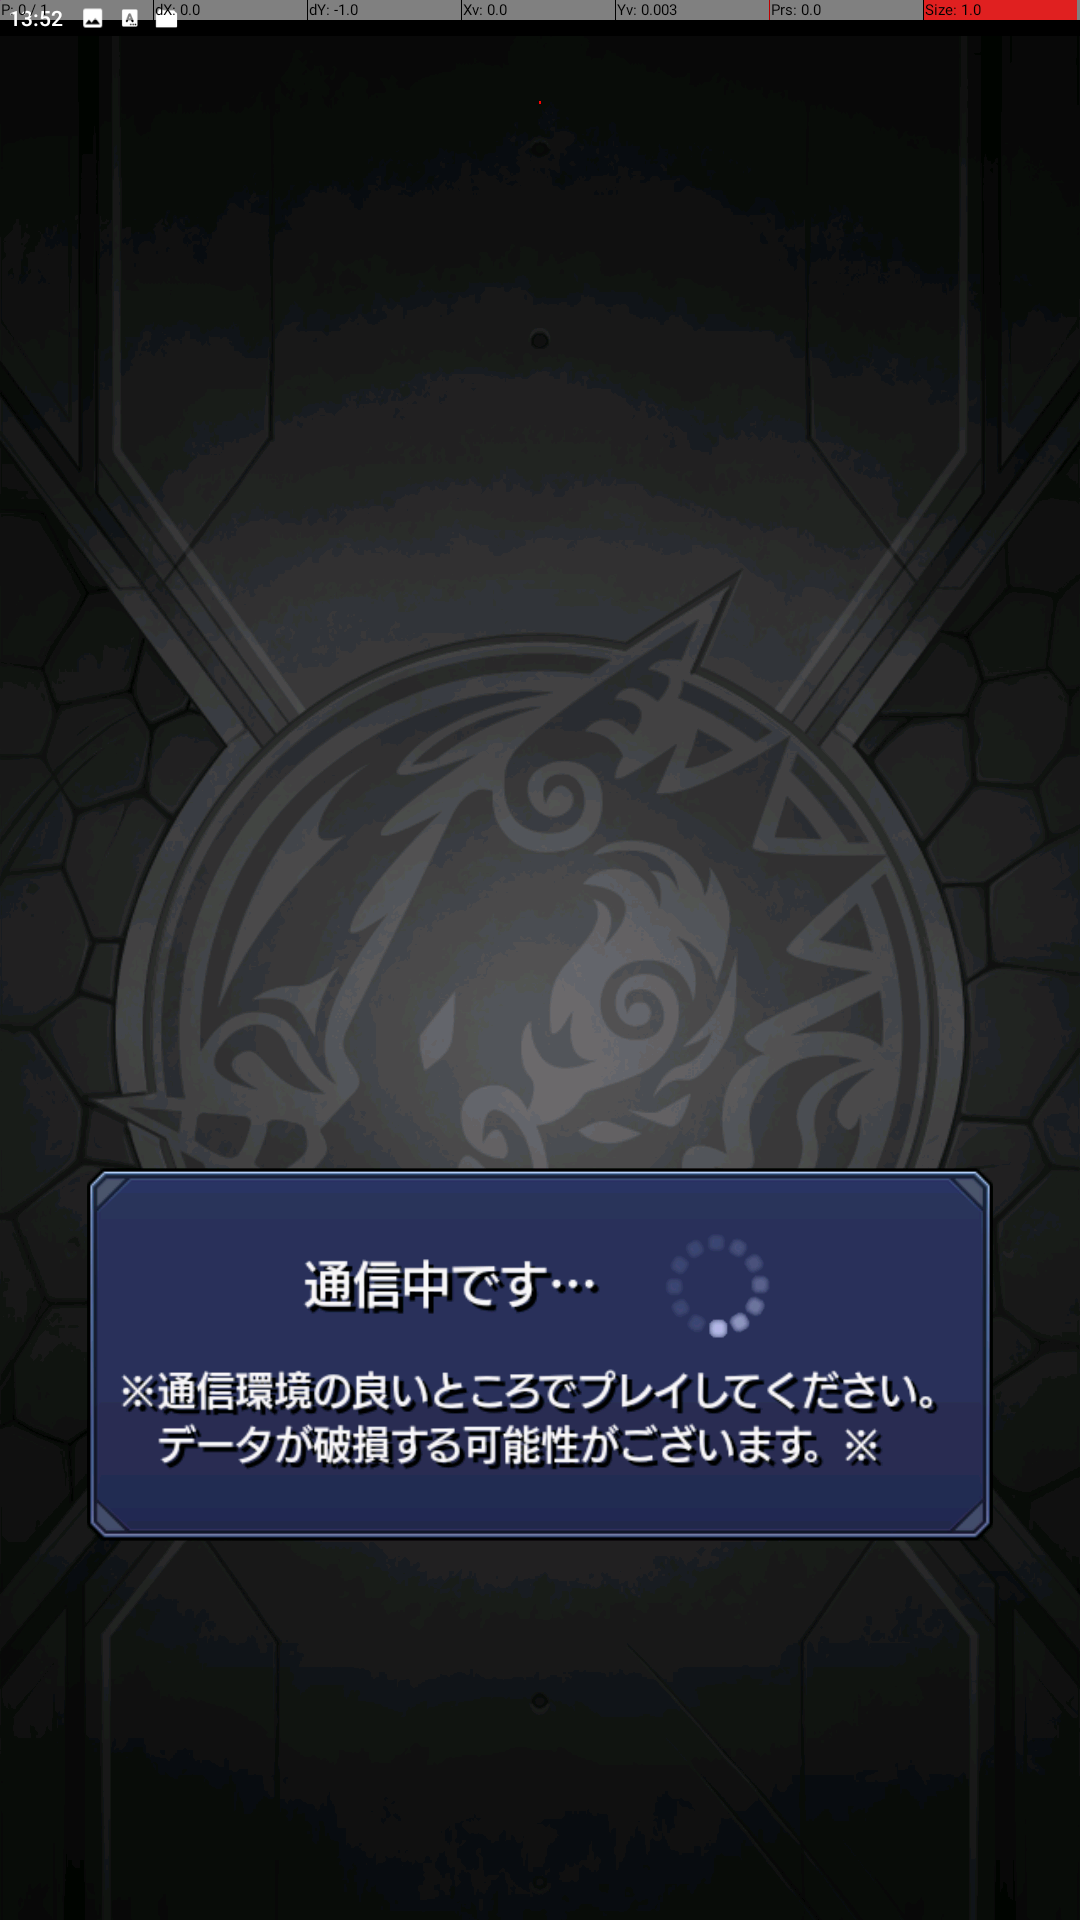 P: 0 / 1 dX: 0.0 dY: -1.0 Xv: 0.0 Yv: 0.003 Prs: 0.0 Size: 1.0
13:52 A
通信中です…
※通信環境の良いところでプレイしてください。
データが破損する可能性がございます。※